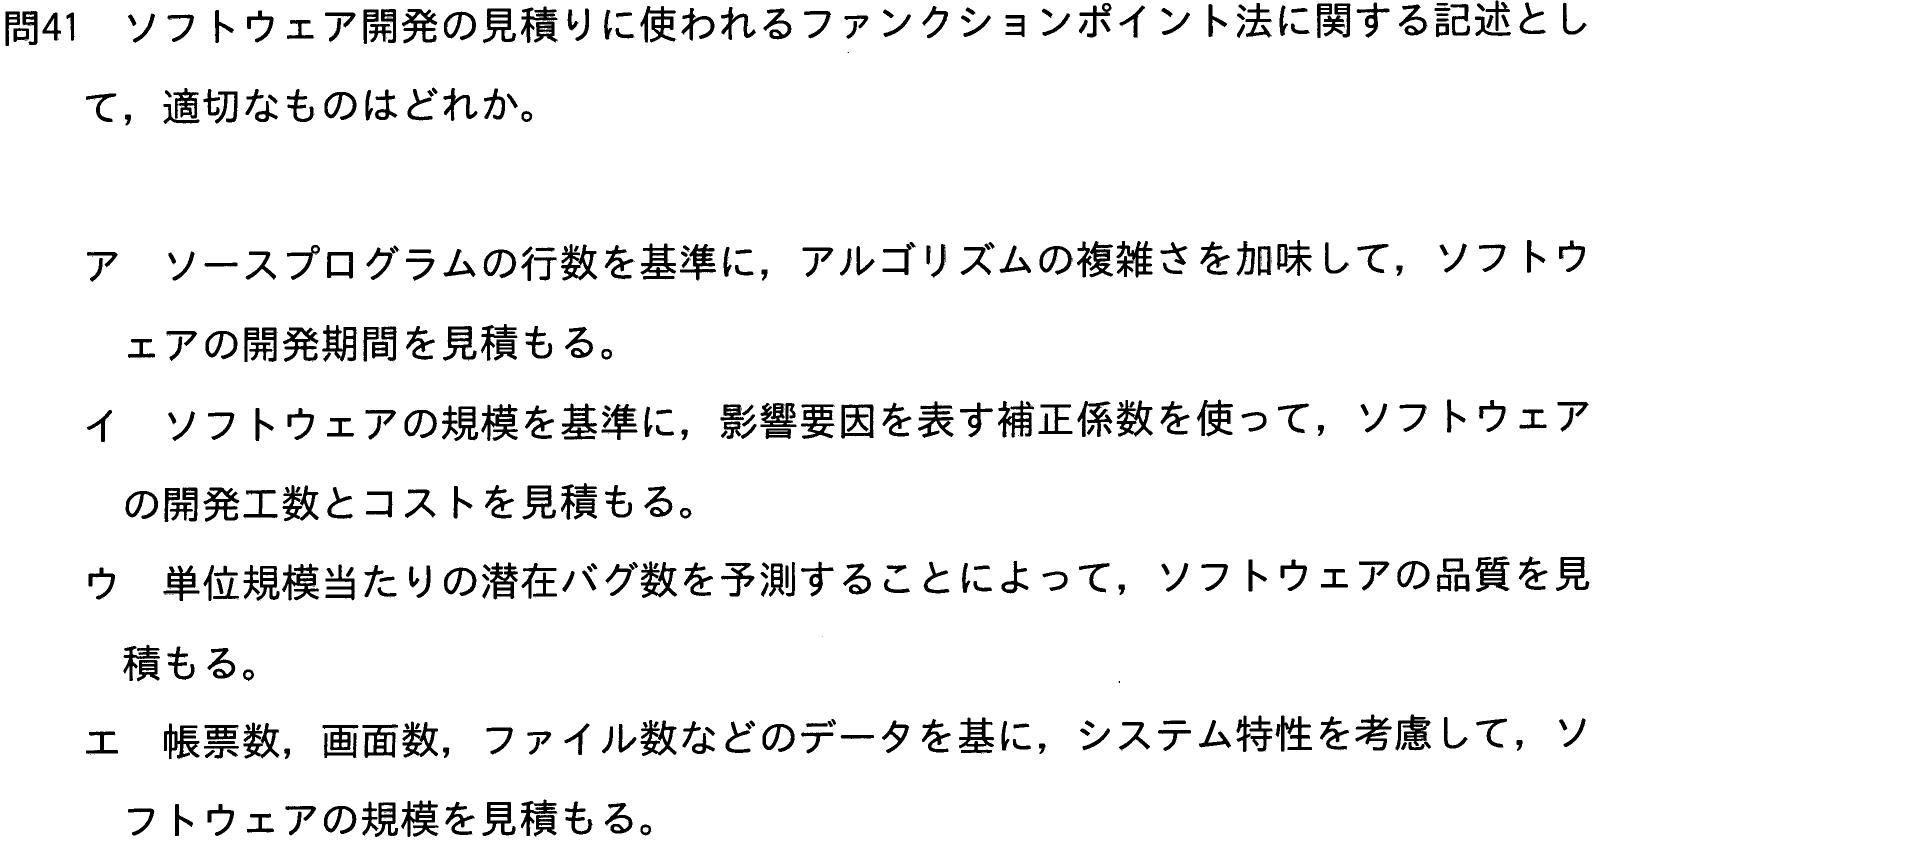 問41　ソフトウェア開発の見積りに使われるファンクションポイント法に関する記述とし
て，適切なものはどれか。
ア　ソースプログラムの行数を基準に，アルゴリズムの複雑さを加味して，ソフトウ
ェアの開発期間を見積もる。
イ　ソフトウェアの規模を基準に，影響要因を表す補正係数を使って，ソフトウェア
の開発工数とコストを見積もる。
ウ　単位規模当たりの潜在バグ数を予測することによって，ソフトウェアの品質を見
積もる。
エ　帳票数，画面数，ファイル数などのデータを基に，システム特性を考慮して，ソ
フトウェアの規模を見積もる。